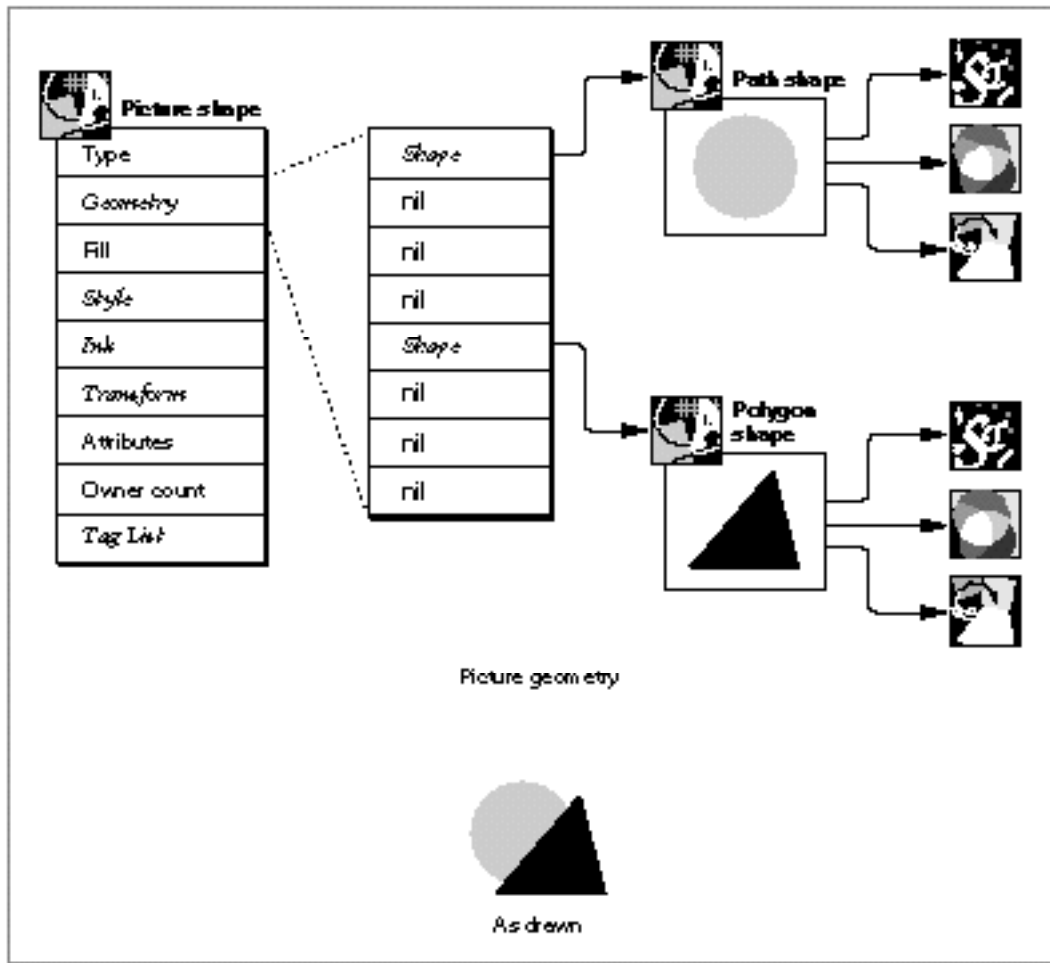 Picture shape
Type
Geometry
Fill
Style
Ink
Transform
Attributes
Owner count
Tag List
Shape
nil
nil
nil
Shape
nil
nil
nil
Path shape
Polygon
shape
Picture geometry
As drawn